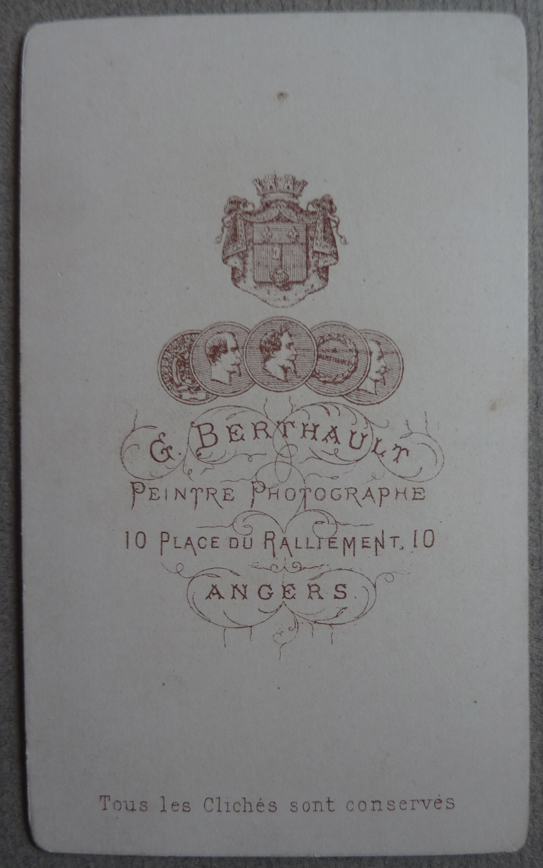 G. BERTHAULT
PEINTRE PHOTOGRAPHE
10 PLACE DU RALLIEMENT, 10
ANGERS.
Tous les Clichés sont conservés